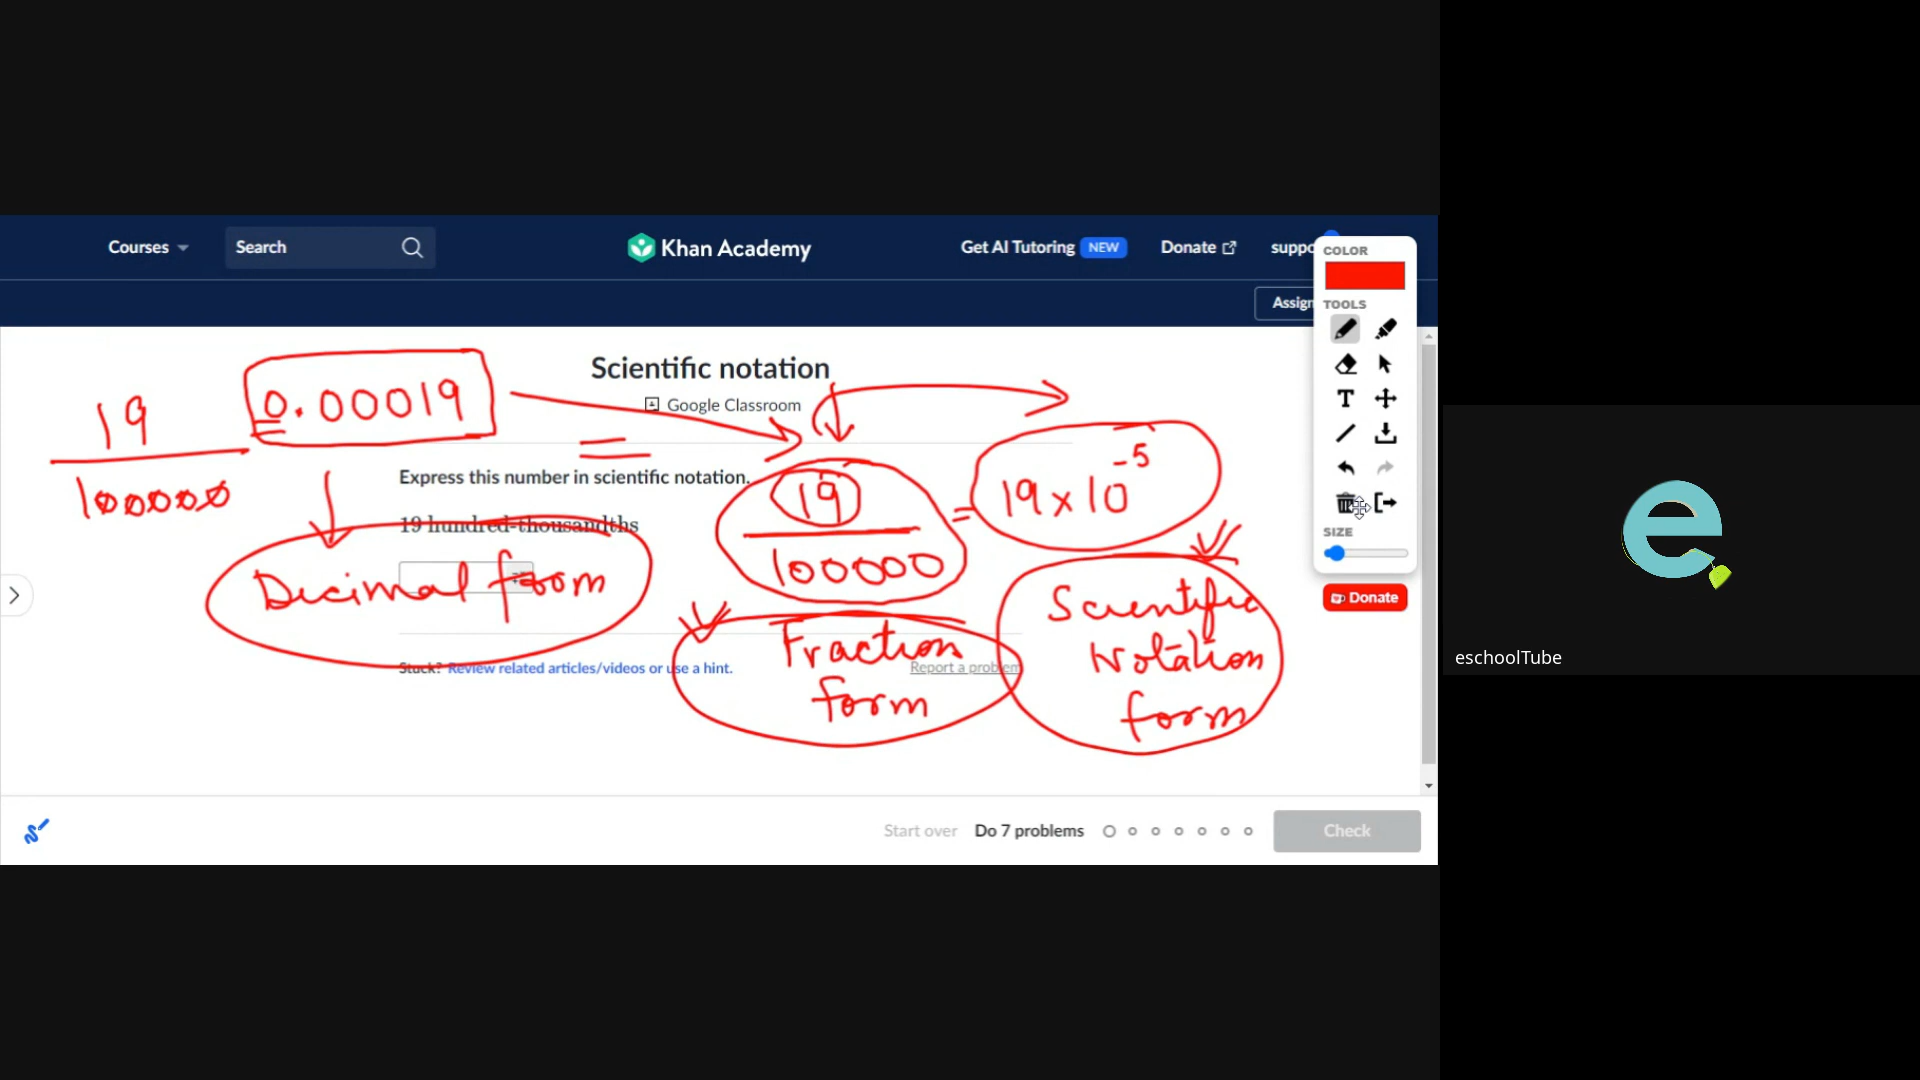 Courses
Search
Khan Academy
Get AI Tutoring NEW
Donate
suppo
Assign
COLOR
TOOLS
T
SIZE
Donate
Scientific notation
Google Classroom
19
100000
0.00019
=
Express this number in scientific notation.
19 hundred-thousandths
19
100000
=
19 x 10^-5
Decimal form
Fraction
form
Scientific
Notation
form
Stuck? Review related articles/videos or use a hint.
Report a problem
Start over
Do 7 problems
Check
eschoolTube